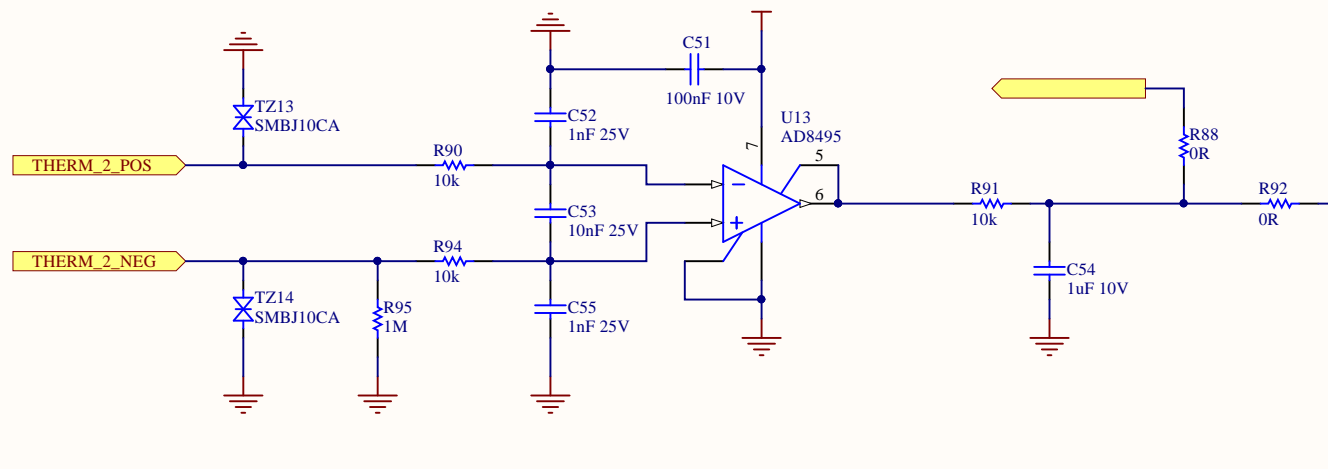 C51
100nF 10V
TZ13
SMBJ10CA
C52
1nF 25V
U13
AD8495
7
5
R88
0R
THERM_2_POS
R90
10k
−
6
R91
10k
R92
0R
C53
10nF 25V
+
THERM_2_NEG
R94
10k
C54
1uF 10V
TZ14
SMBJ10CA
R95
1M
C55
1nF 25V